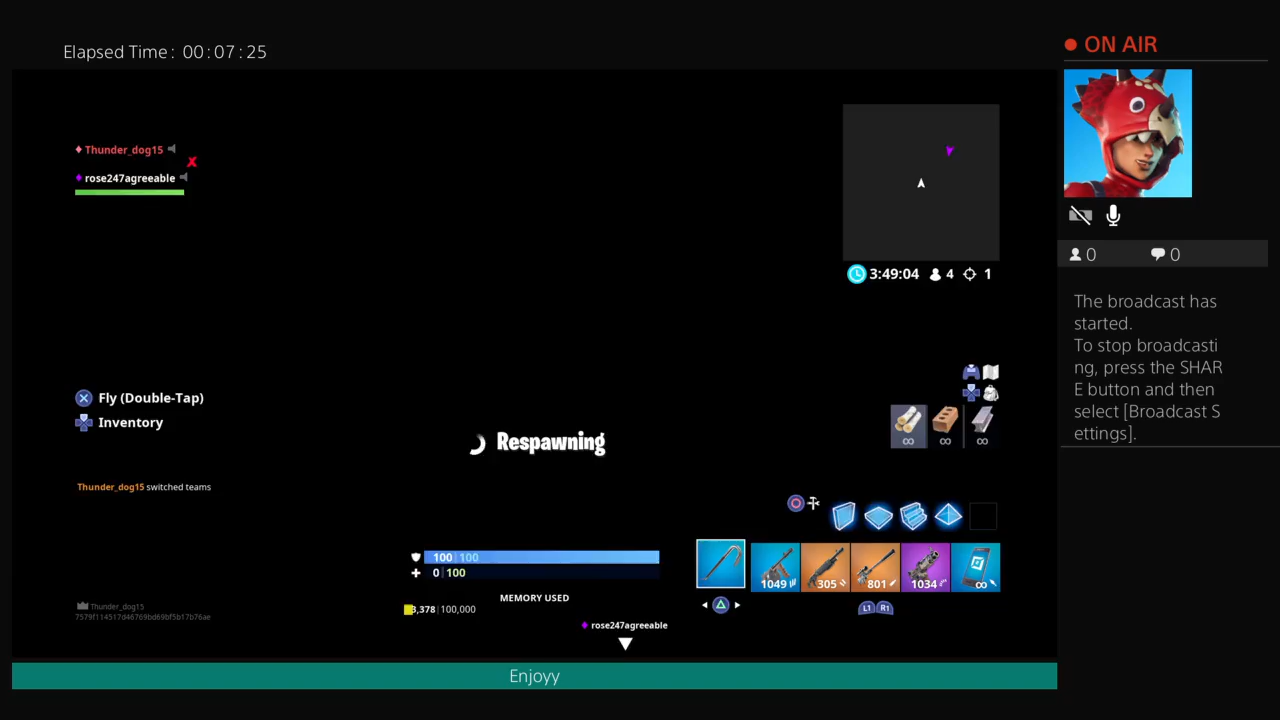 Elapsed Time: 00:07:25
ON AIR
Thunder_dog15
rose247agreeable
3:49:04 4 1
0 0
The broadcast has
started.
To stop broadcasti
ng, press the SHAR
E button and then
select [Broadcast S
ettings].
Fly (Double-Tap)
Inventory
Respawning
∞ ∞ ∞
Thunder_dog15 switched teams
100|100
0|100
1049 305 801 1034 ∞
MEMORY USED
3,378|100,000
L1 R1
Thunder_dog15
7579f114517d46769bd69bf5b17b76ae
rose247agreeable
Enjoyy